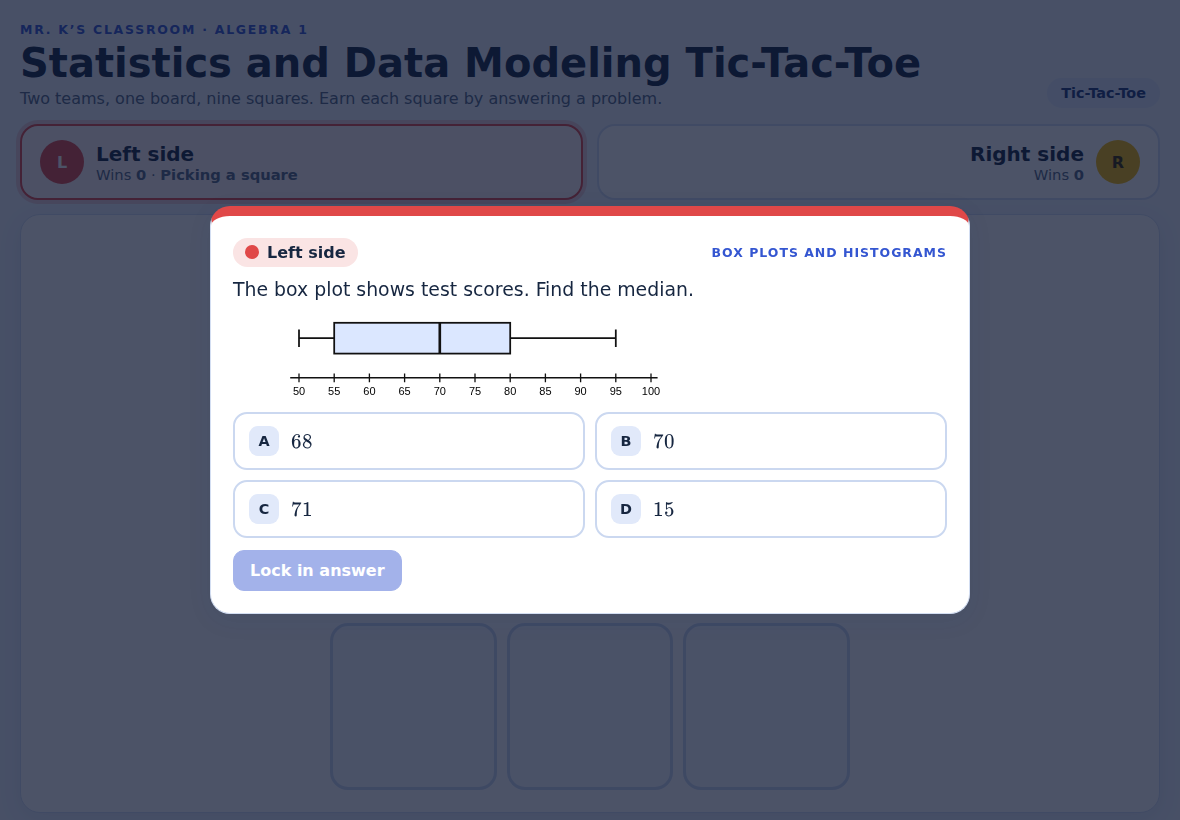 MR. K'S CLASSROOM · ALGEBRA 1
Statistics and Data Modeling Tic-Tac-Toe
Two teams, one board, nine squares. Earn each square by answering a problem.
Tic-Tac-Toe
L
Left side
Wins 0 · Picking a square
Right side
Wins 0
R
Left side
BOX PLOTS AND HISTOGRAMS
The box plot shows test scores. Find the median.
50 55 60 65 70 75 80 85 90 95 100
A 68
B 70
C 71
D 15
Lock in answer